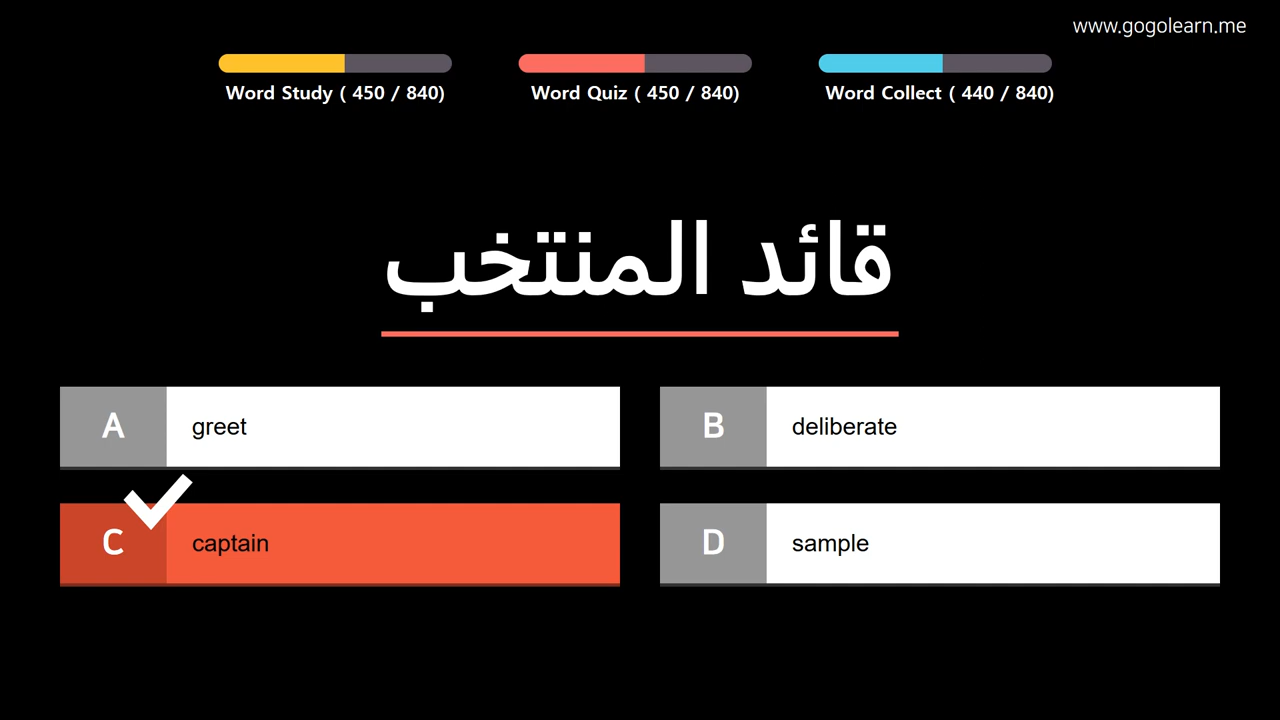 www.gogolearn.me
Word Study ( 450 / 840)
Word Quiz ( 450 / 840)
Word Collect ( 440 / 840)
قائد المنتخب
A greet
B deliberate
C captain
D sample